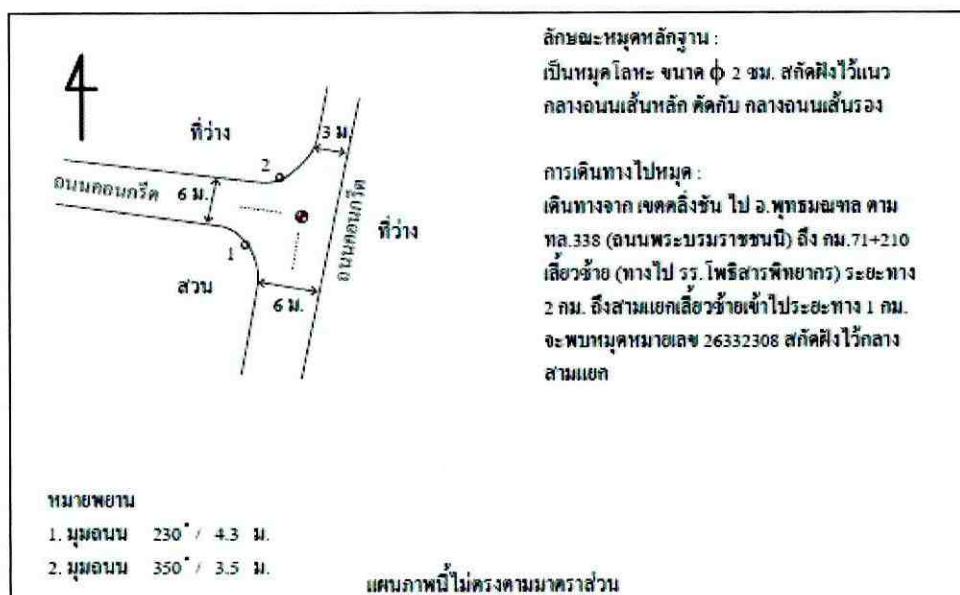 ลักษณะหมุดหลักฐาน :
เป็นหมุดโลหะ ขนาด ϕ 2 ซม. สกัดฝังไว้แนว
กลางถนนเส้นหลัก ตัดกับ กลางถนนเส้นรอง
การเดินทางไปหมุด :
เดินทางจาก เขตตลิ่งชัน ไป อ.พุทธมณฑล ตาม
ทล.338 (ถนนพระบรมราชชนนี) ถึง กม.71+210
เลี้ยวซ้าย (ทางไป รร.โพธิสารพิทยากร) ระยะทาง
2 กม. ถึงสามแยกเลี้ยวซ้ายเข้าไประยะทาง 1 กม.
จะพบหมุดหมายเลข 26332308 สกัดฝังไว้กลาง
สามแยก
ที่ว่าง
3 ม.
2
ถนนคอนกรีต
6 ม.
ถนนคอนกรีต
ที่ว่าง
1
สวน
6 ม.
หมายพยาน
1. มุมถนน 230° / 4.3 ม.
2. มุมถนน 350° / 3.5 ม.
แผนภาพนี้ไม่ตรงตามมาตราส่วน